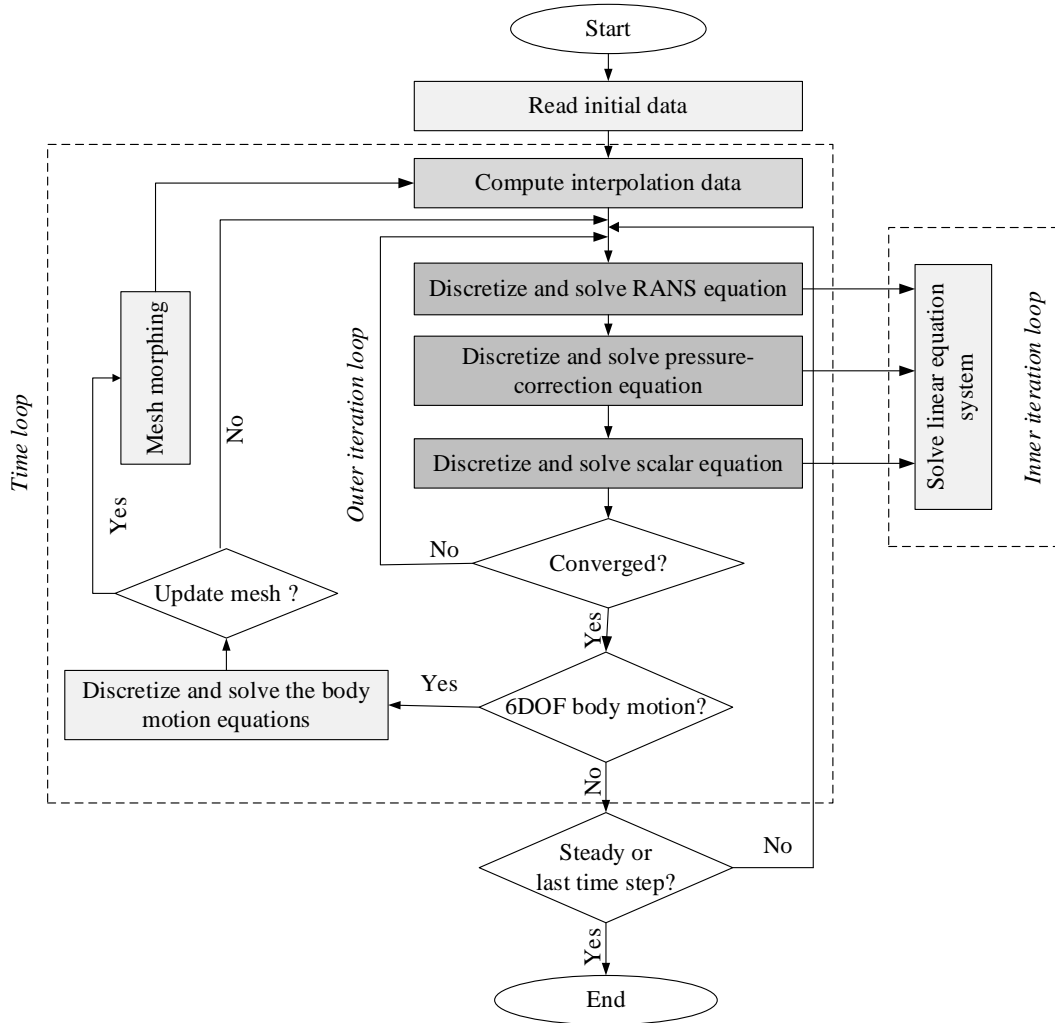 Start
Read initial data
Compute interpolation data
Discretize and solve RANS equation
Discretize and solve pressure-
correction equation
Discretize and solve scalar equation
Solve linear equation
system
Inner iteration loop
Mesh morphing
No
Outer iteration loop
Time loop
Yes
No
Converged?
Update mesh ?
Yes
Discretize and solve the body
motion equations
Yes
6DOF body motion?
No
Steady or
last time step?
No
Yes
End